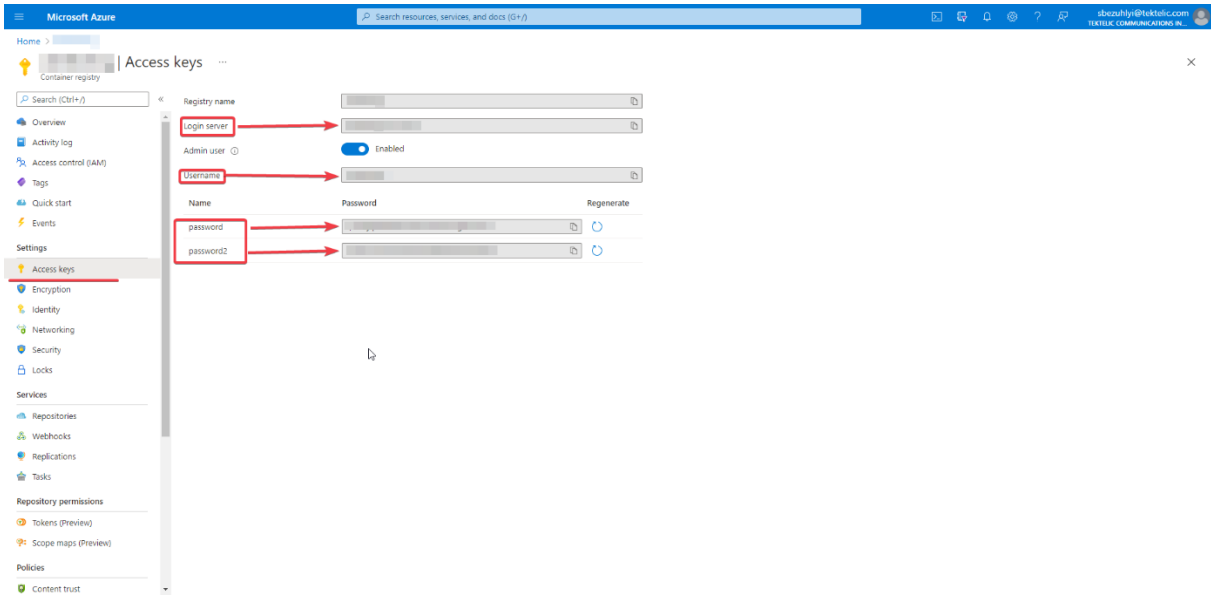 Microsoft Azure
Search resources, services, and docs (G+/)
sbezuhlyi@tektelic.com
TEKTELIC COMMUNICATIONS IN...
Home >
| Access keys ...
Container registry
Search (Ctrl+/)
«
Overview
Activity log
Access control (IAM)
Tags
Quick start
Events
Settings
Access keys
Encryption
Identity
Networking
Security
Locks
Services
Repositories
Webhooks
Replications
Tasks
Repository permissions
Tokens (Preview)
Scope maps (Preview)
Policies
Content trust
Registry name
Login server
Admin user
Enabled
Username
Name Password Regenerate
password
password2